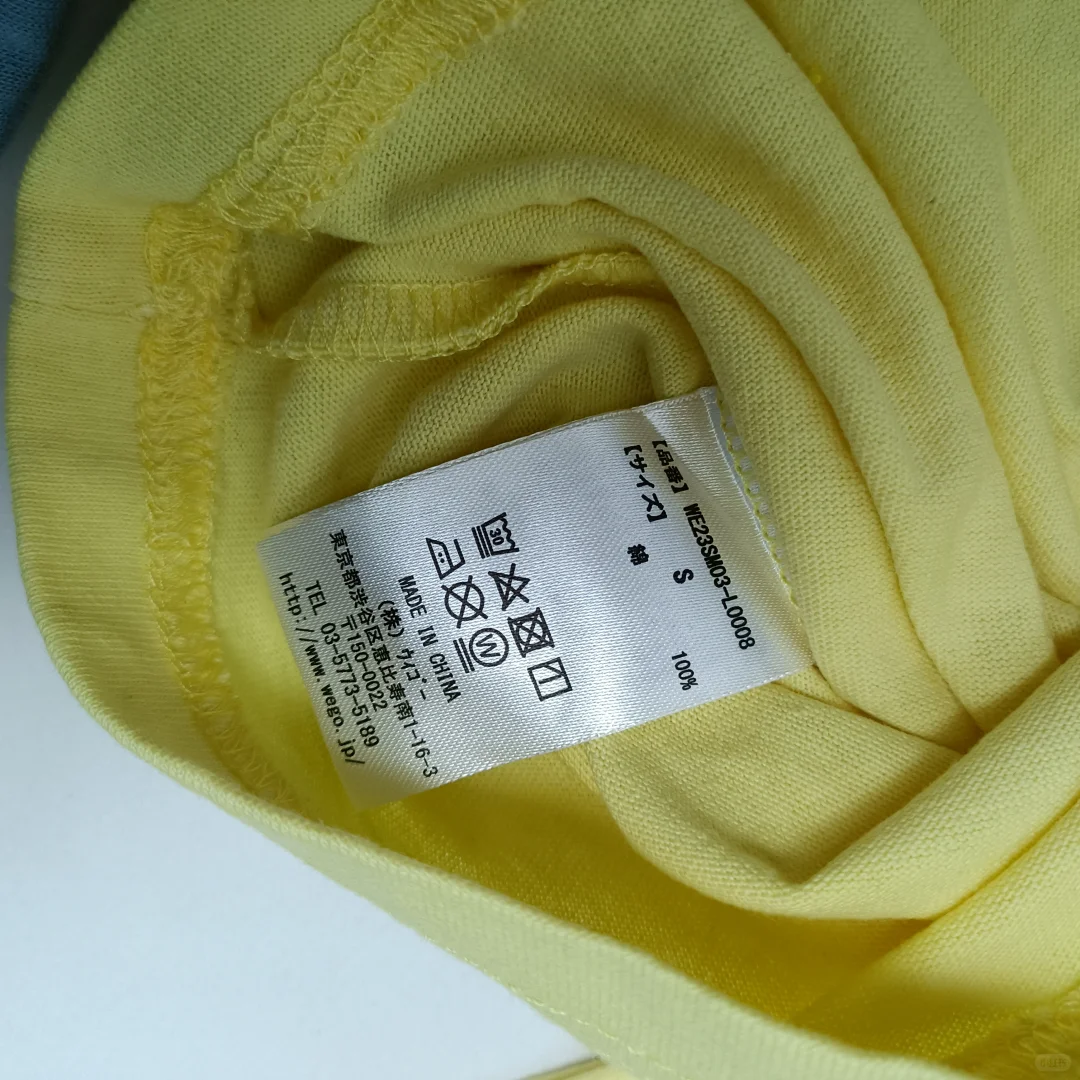 【品番】 WE23SM03-L0008
【サイズ】 S
綿 100%
30
W
MADE IN CHINA
(株)ウィゴー
東京都渋谷区恵比寿南1-16-3
〒150-0022
TEL 03-5773-5189
http://www.wego.jp/